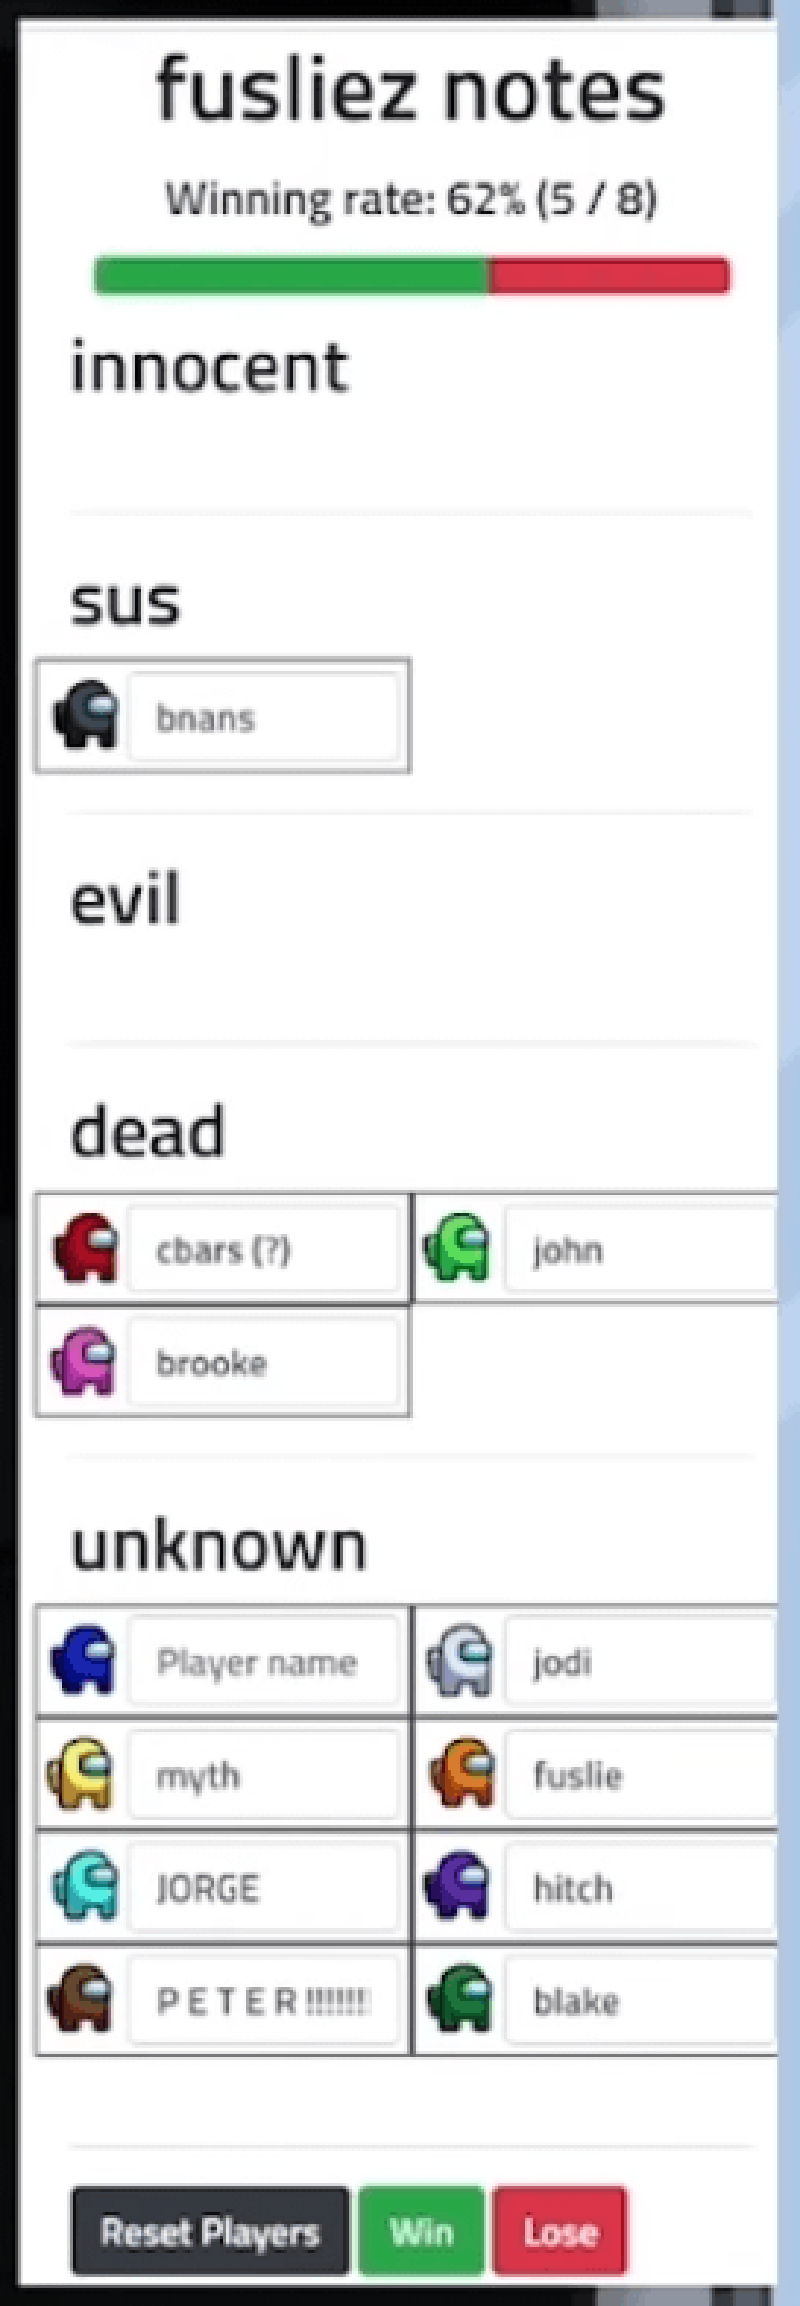 fusliez notes
Winning rate: 62% (5 / 8)
innocent
sus
bnans
evil
dead
cbars (?) john
brooke
unknown
Player name jodi
myth fuslie
JORGE hitch
P E T E R !!!!!!! blake
Reset Players Win Lose